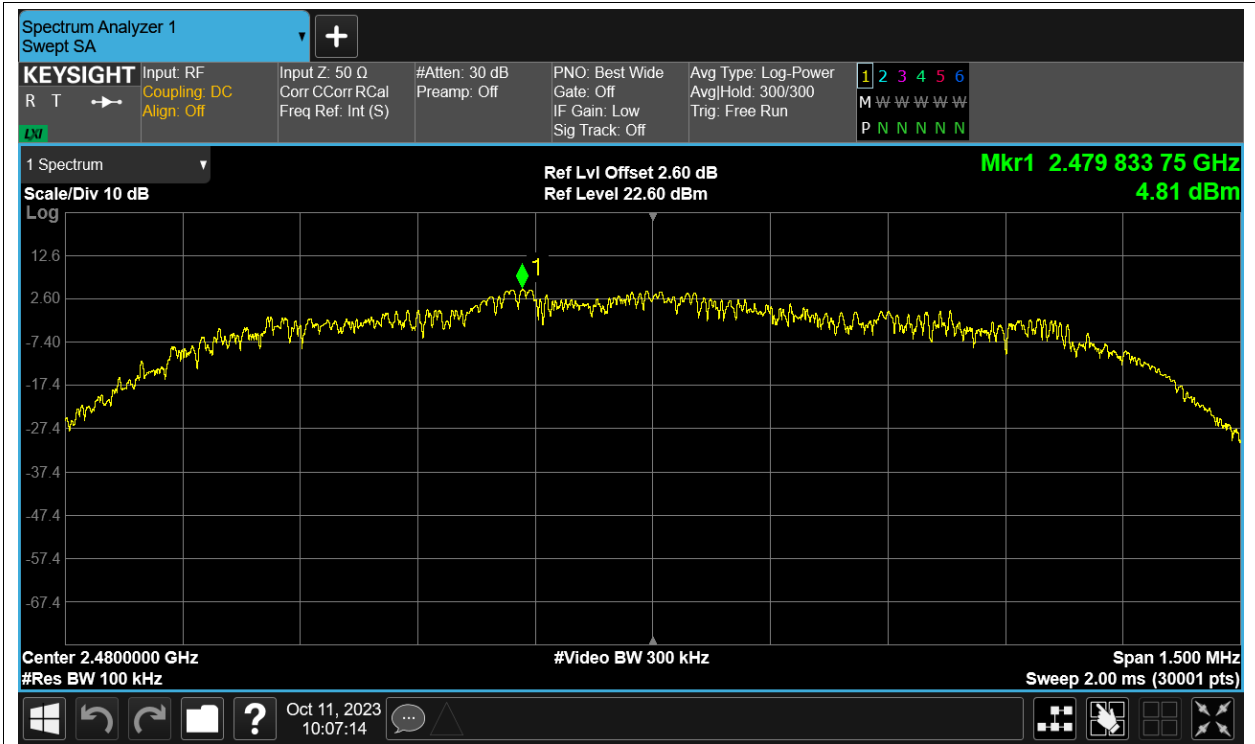 Spectrum Analyzer 1
Swept SA
KEYSIGHT
R T
LXI
Input: RF
Coupling: DC
Align: Off
Input Z: 50 Ω
Corr CCorr RCal
Freq Ref: Int (S)
#Atten: 30 dB
Preamp: Off
PNO: Best Wide
Gate: Off
IF Gain: Low
Sig Track: Off
Avg Type: Log-Power
Avg|Hold: 300/300
Trig: Free Run
1 2 3 4 5 6
M W W W W W
P N N N N N
1 Spectrum
Scale/Div 10 dB
Log
Ref Lvl Offset 2.60 dB
Ref Level 22.60 dBm
Mkr1 2.479 833 75 GHz
4.81 dBm
12.6
2.60
-7.40
-17.4
-27.4
-37.4
-47.4
-57.4
-67.4
1
Center 2.4800000 GHz
#Res BW 100 kHz
#Video BW 300 kHz
Span 1.500 MHz
Sweep 2.00 ms (30001 pts)
?
Oct 11, 2023
10:07:14